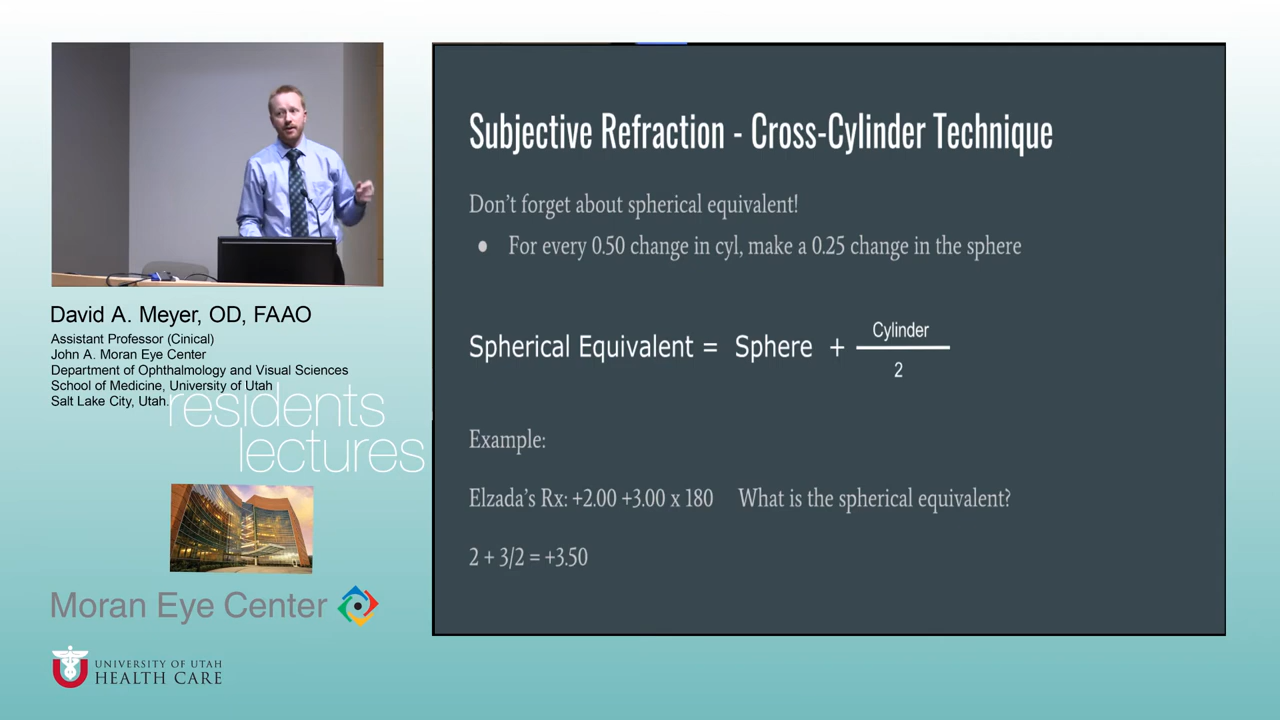 Subjective Refraction - Cross-Cylinder Technique
Don't forget about spherical equivalent!
● For every 0.50 change in cyl, make a 0.25 change in the sphere
Spherical Equivalent = Sphere + Cylinder
2
Example:
Elzada's Rx: +2.00 +3.00 x 180 What is the spherical equivalent?
2 + 3/2 = +3.50
David A. Meyer, OD, FAAO
Assistant Professor (Cinical)
John A. Moran Eye Center
Department of Ophthalmology and Visual Sciences
School of Medicine, University of Utah
Salt Lake City, Utah.
residents
lectures
Moran Eye Center
UNIVERSITY OF UTAH
HEALTH CARE